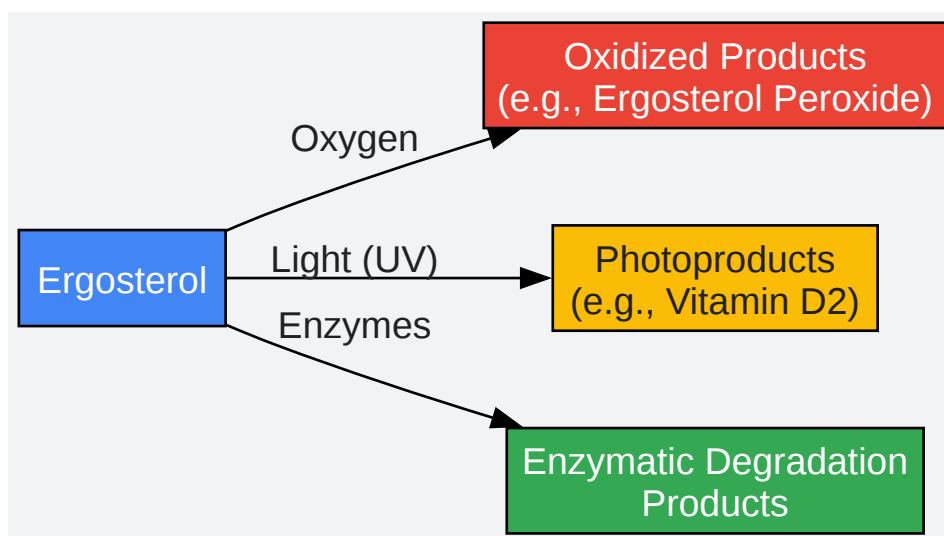 Oxidized Products
(e.g., Ergosterol Peroxide)
Oxygen
Ergosterol
Light (UV)
Photoproducts
(e.g., Vitamin D2)
Enzymes
Enzymatic Degradation
Products